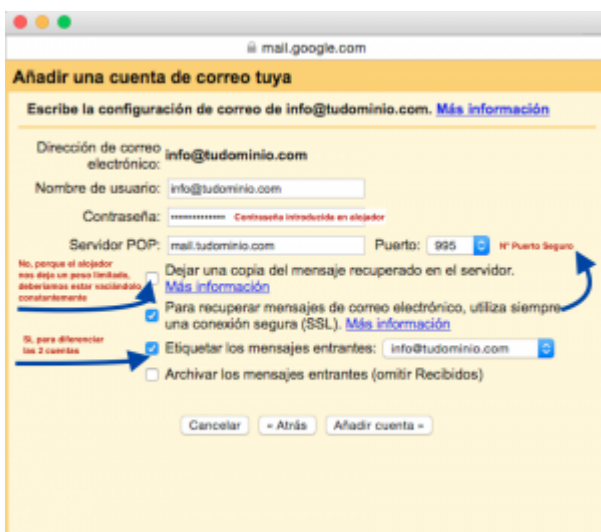 mail.google.com
Añadir una cuenta de correo tuya
Escribe la configuración de correo de info@tudominio.com. Más información
Dirección de correo
electrónico:
info@tudominio.com
Nombre de usuario: info@tudominio.com
Contraseña: ••••••••••••• Contraseña introducida en alojador
Servidor POP: mail.tudominio.com Puerto: 995 Nº Puerto Seguro
No, porque el alojador
nos deja un peso limitado,
deberíamos estar vaciándolo
constantemente
Dejar una copia del mensaje recuperado en el servidor.
Más información
Para recuperar mensajes de correo electrónico, utiliza siempre
una conexión segura (SSL). Más información
SI, para diferenciar
las 2 cuentas
Etiquetar los mensajes entrantes: info@tudominio.com
Archivar los mensajes entrantes (omitir Recibidos)
Cancelar « Atrás Añadir cuenta »